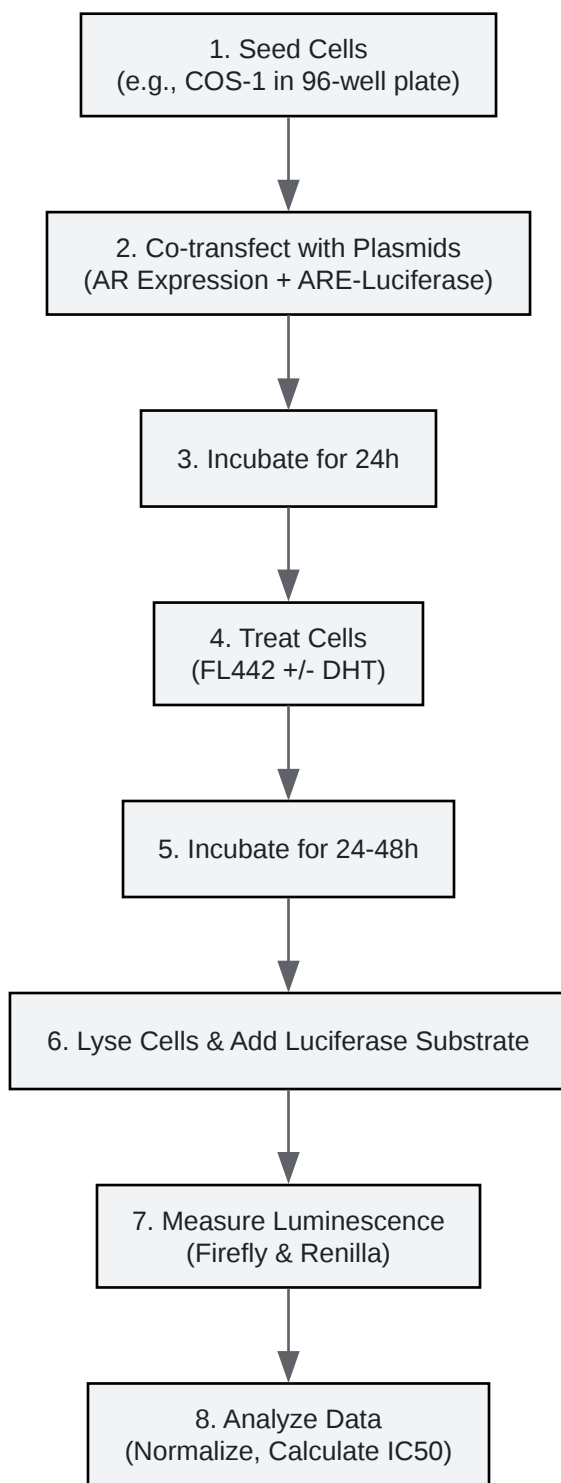 1. Seed Cells
(e.g., COS-1 in 96-well plate)
2. Co-transfect with Plasmids
(AR Expression + ARE-Luciferase)
3. Incubate for 24h
4. Treat Cells
(FL442 +/- DHT)
5. Incubate for 24-48h
6. Lyse Cells & Add Luciferase Substrate
7. Measure Luminescence
(Firefly & Renilla)
8. Analyze Data
(Normalize, Calculate IC50)